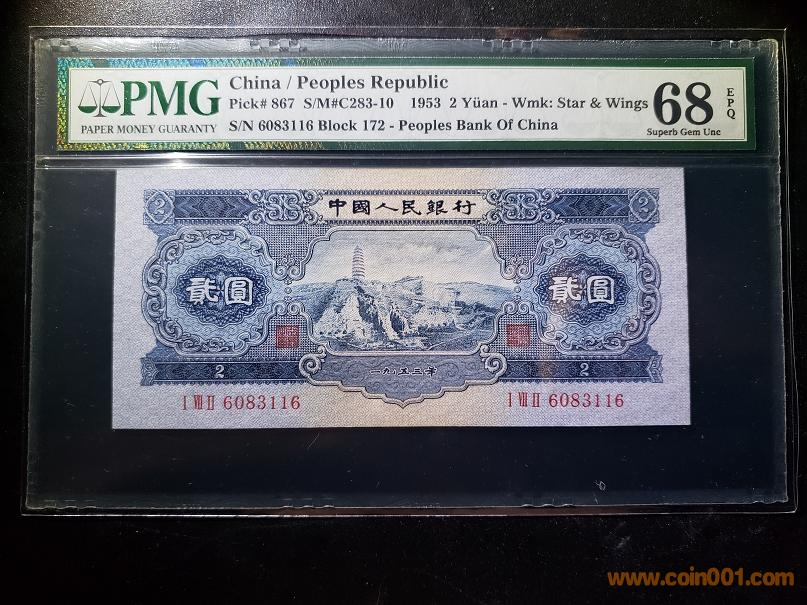 PMG
PAPER MONEY GUARANTY
China / Peoples Republic
Pick# 867 S/M#C283-10 1953 2 Yüan - Wmk: Star & Wings
S/N 6083116 Block 172 - Peoples Bank Of China
68
EPQ
Superb Gem Unc
2 中國人民銀行 2
貳圓 貳圓
2 一九五三年 2
I VII II 6083116 I VII II 6083116
www.coin001.com